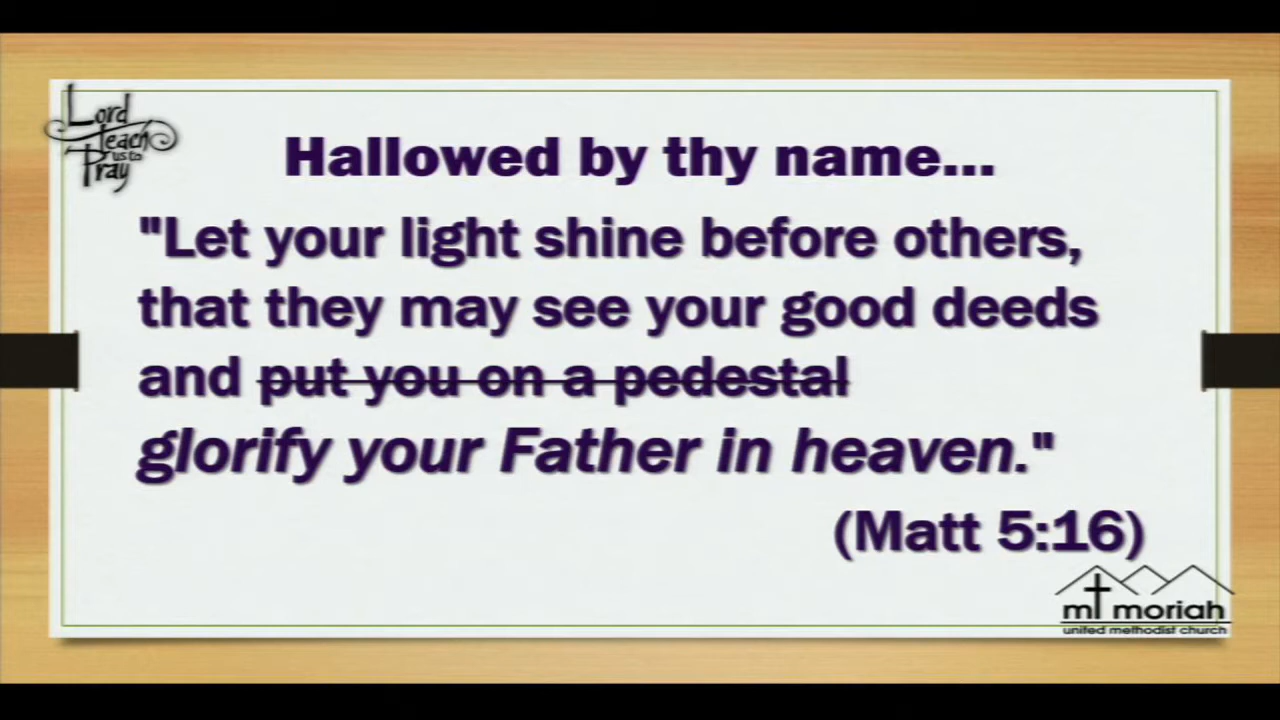 Lord
teach
us to
Pray
Hallowed by thy name...
"Let your light shine before others,
that they may see your good deeds
and put you on a pedestal
glorify your Father in heaven."
(Matt 5:16)
mt moriah
united methodist church